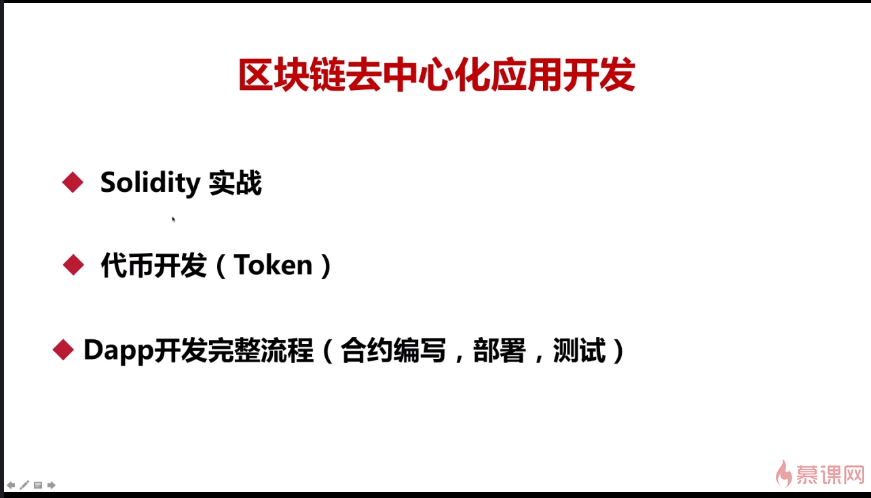 区块链去中心化应用开发
◆ Solidity 实战
◆ 代币开发（Token）
◆ Dapp开发完整流程（合约编写，部署，测试）
慕课网